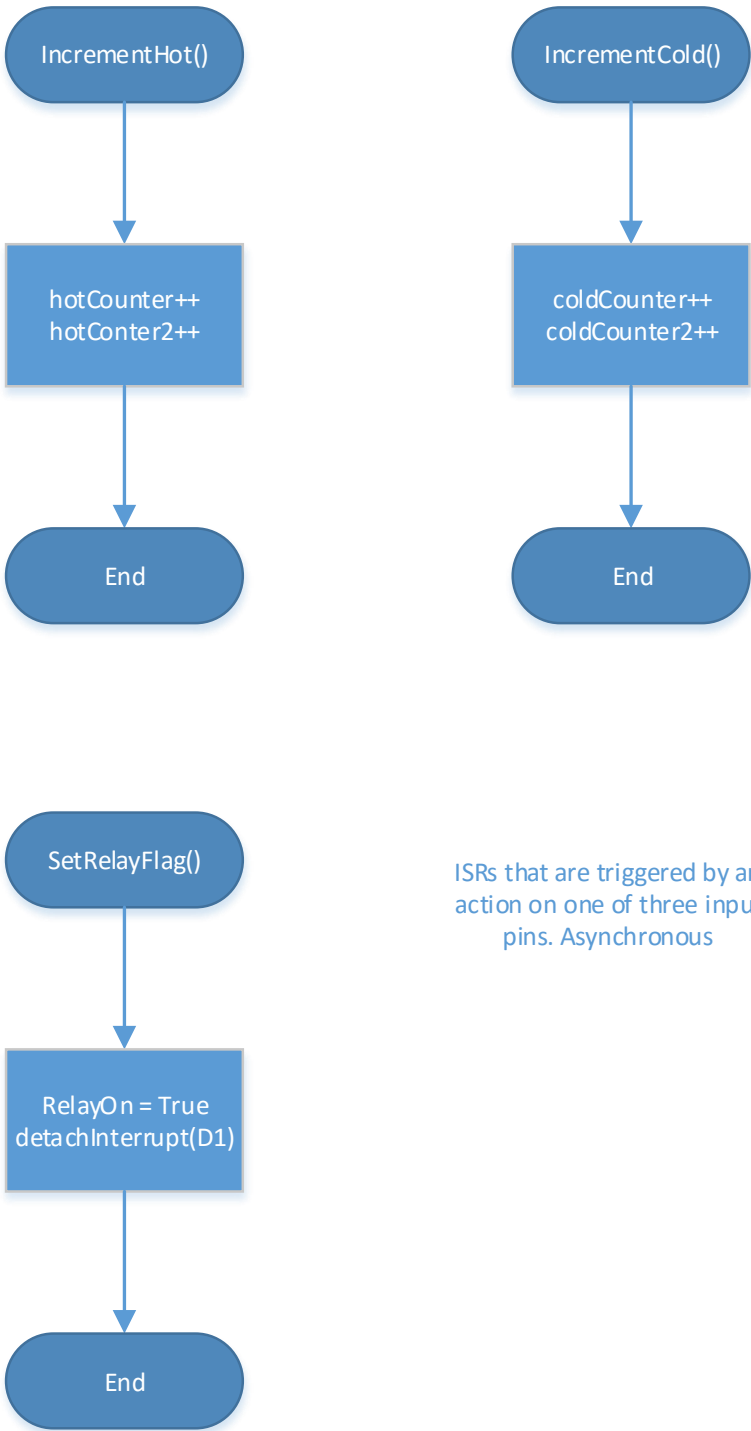 IncrementHot()
IncrementCold()
hotCounter++
hotConter2++
coldCounter++
coldCounter2++
End
End
SetRelayFlag()
ISRs that are triggered by
action on one of three
pins. Asynchronous
RelayOn = True
detachInterrupt(D1)
End